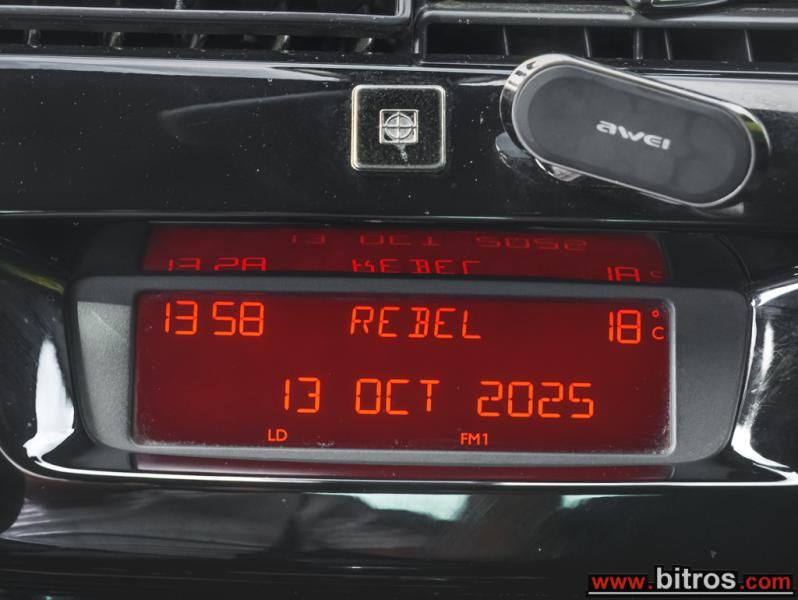 awei
13:58 REBEL 18°C
13 OCT 2025
LD FM1
www.bitros.com